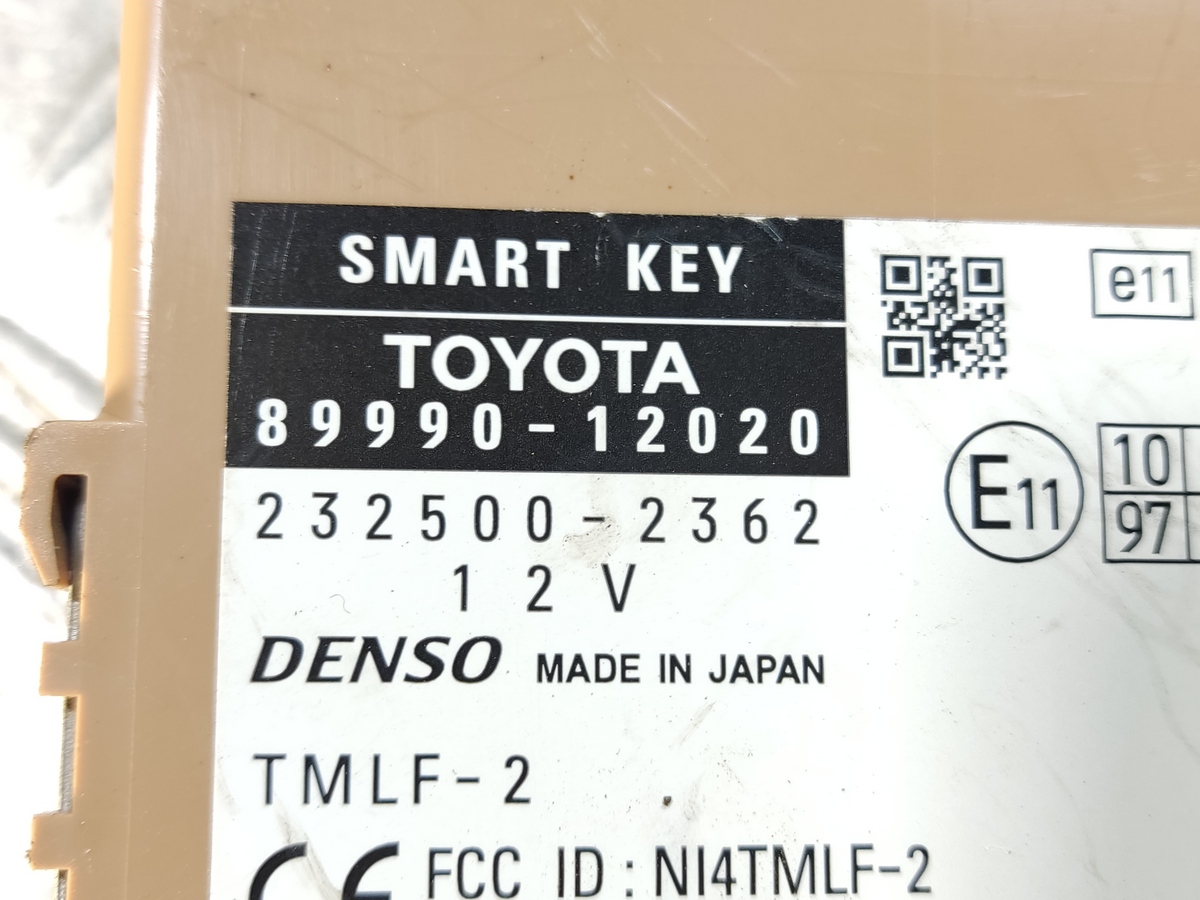 SMART KEY
TOYOTA
89990-12020
232500-2362
12V
DENSO MADE IN JAPAN
TMLF-2
CE FCC ID : NI4TMLF-2
e11
E11
10
97